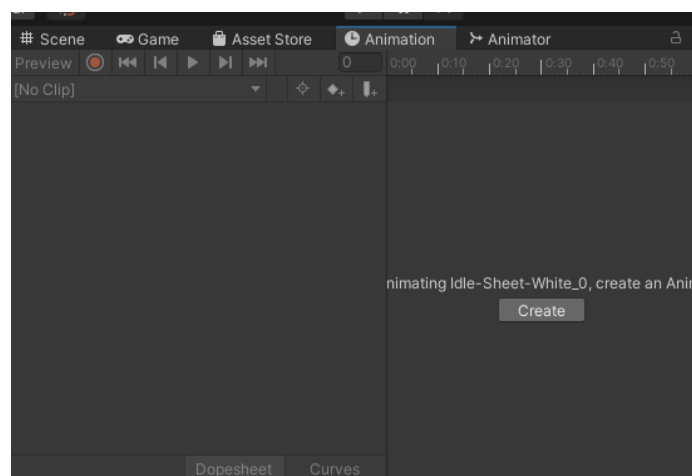 Scene Game Asset Store Animation Animator
Preview 0 0:00 0:10 0:20 0:30 0:40 0:50
[No Clip]
nimating Idle-Sheet-White_0, create an Ani
Create
Dopesheet Curves